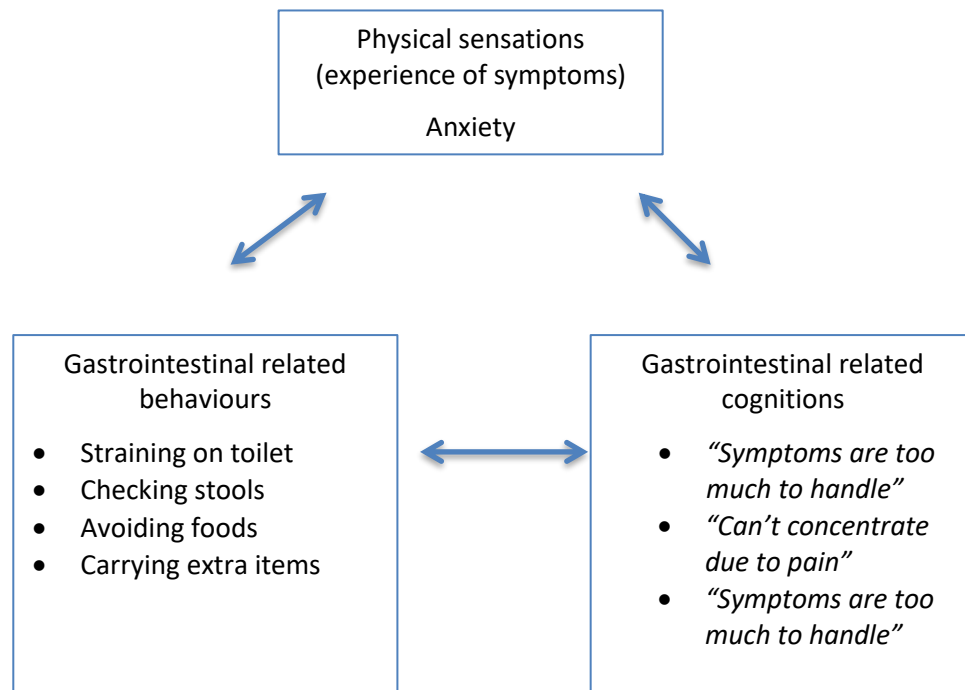 Physical sensations
(experience of symptoms)
Anxiety
Gastrointestinal related
behaviours
• Straining on toilet
• Checking stools
• Avoiding foods
• Carrying extra items
Gastrointestinal related
cognitions
• “Symptoms are too
much to handle”
• “Can’t concentrate
due to pain”
• “Symptoms are too
much to handle”